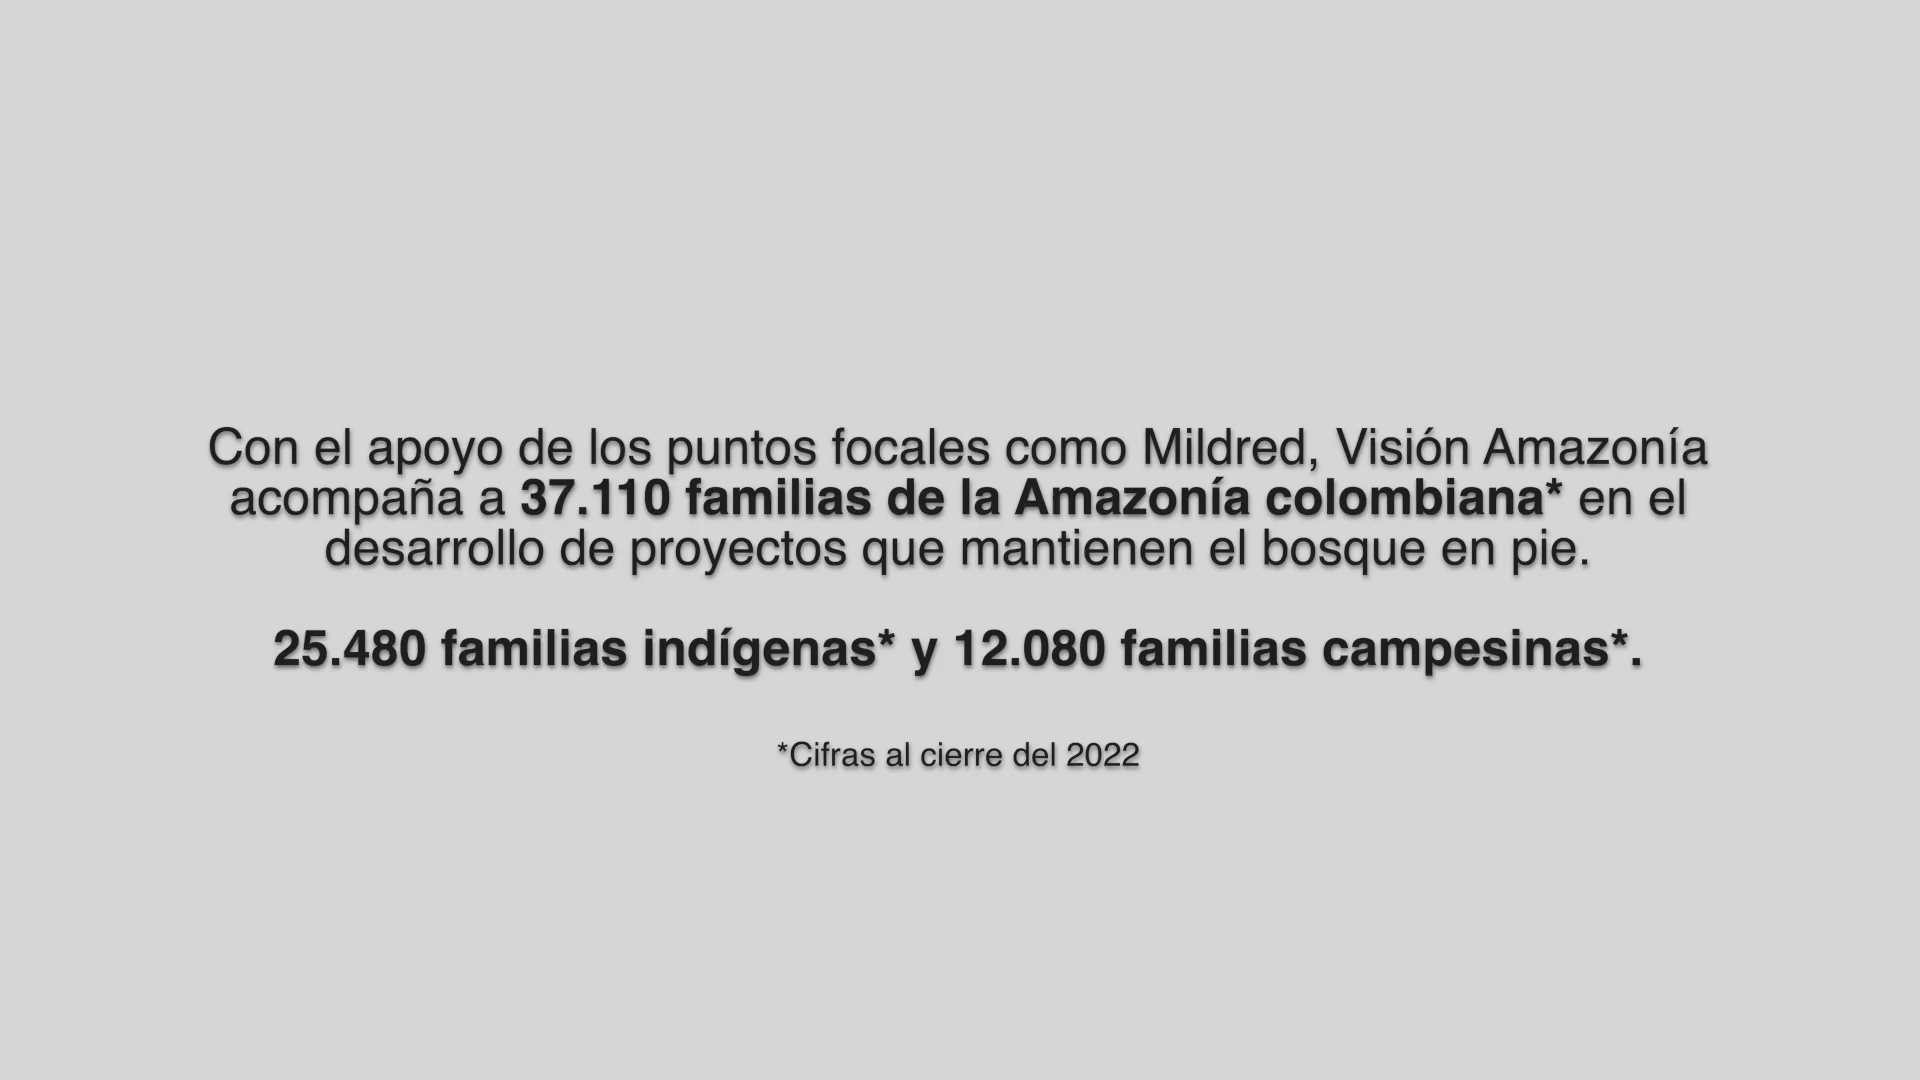 Con el apoyo de los puntos focales como Mildred, Visión Amazonía
acompaña a 37.110 familias de la Amazonía colombiana* en el
desarrollo de proyectos que mantienen el bosque en pie.
25.480 familias indígenas* y 12.080 familias campesinas*.
*Cifras al cierre del 2022